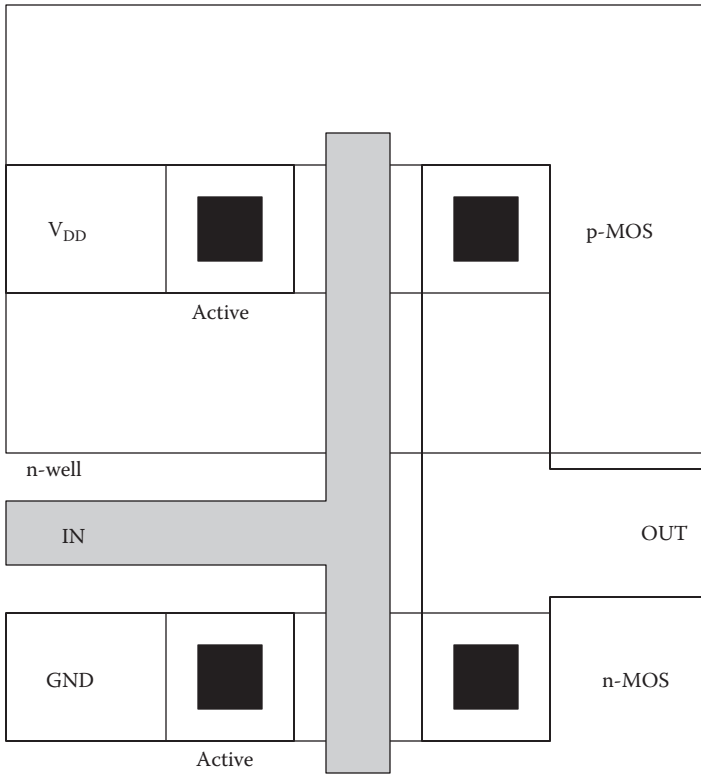 V_DD
p-MOS
Active
n-well
IN
OUT
GND
n-MOS
Active